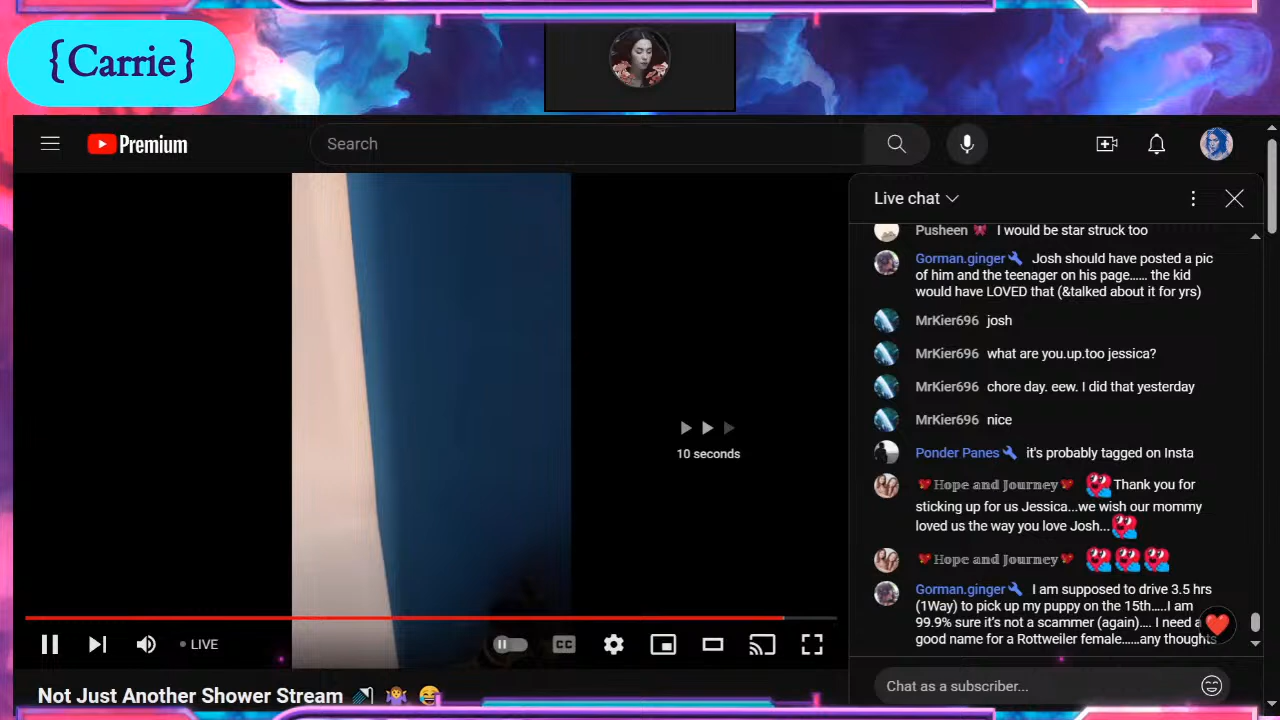 {Carrie}
Premium
Search
Live chat
Pusheen I would be star struck too
Gorman.ginger Josh should have posted a pic
of him and the teenager on his page...... the kid
would have LOVED that (&talked about it for yrs)
MrKier696 josh
MrKier696 what are you.up.too jessica?
MrKier696 chore day. eew. I did that yesterday
MrKier696 nice
Ponder Panes it's probably tagged on Insta
ℍ𝕠𝕡𝕖 𝕒𝕟𝕕 𝕁𝕠𝕦𝕣𝕟𝕖𝕪 Thank you for
sticking up for us Jessica...we wish our mommy
loved us the way you love Josh...
ℍ𝕠𝕡𝕖 𝕒𝕟𝕕 𝕁𝕠𝕦𝕣𝕟𝕖𝕪
Gorman.ginger I am supposed to drive 3.5 hrs
(1Way) to pick up my puppy on the 15th.....I am
99.9% sure it's not a scammer (again).... I need a
good name for a Rottweiler female......any thoughts
10 seconds
LIVE
CC
Not Just Another Shower Stream
Chat as a subscriber...